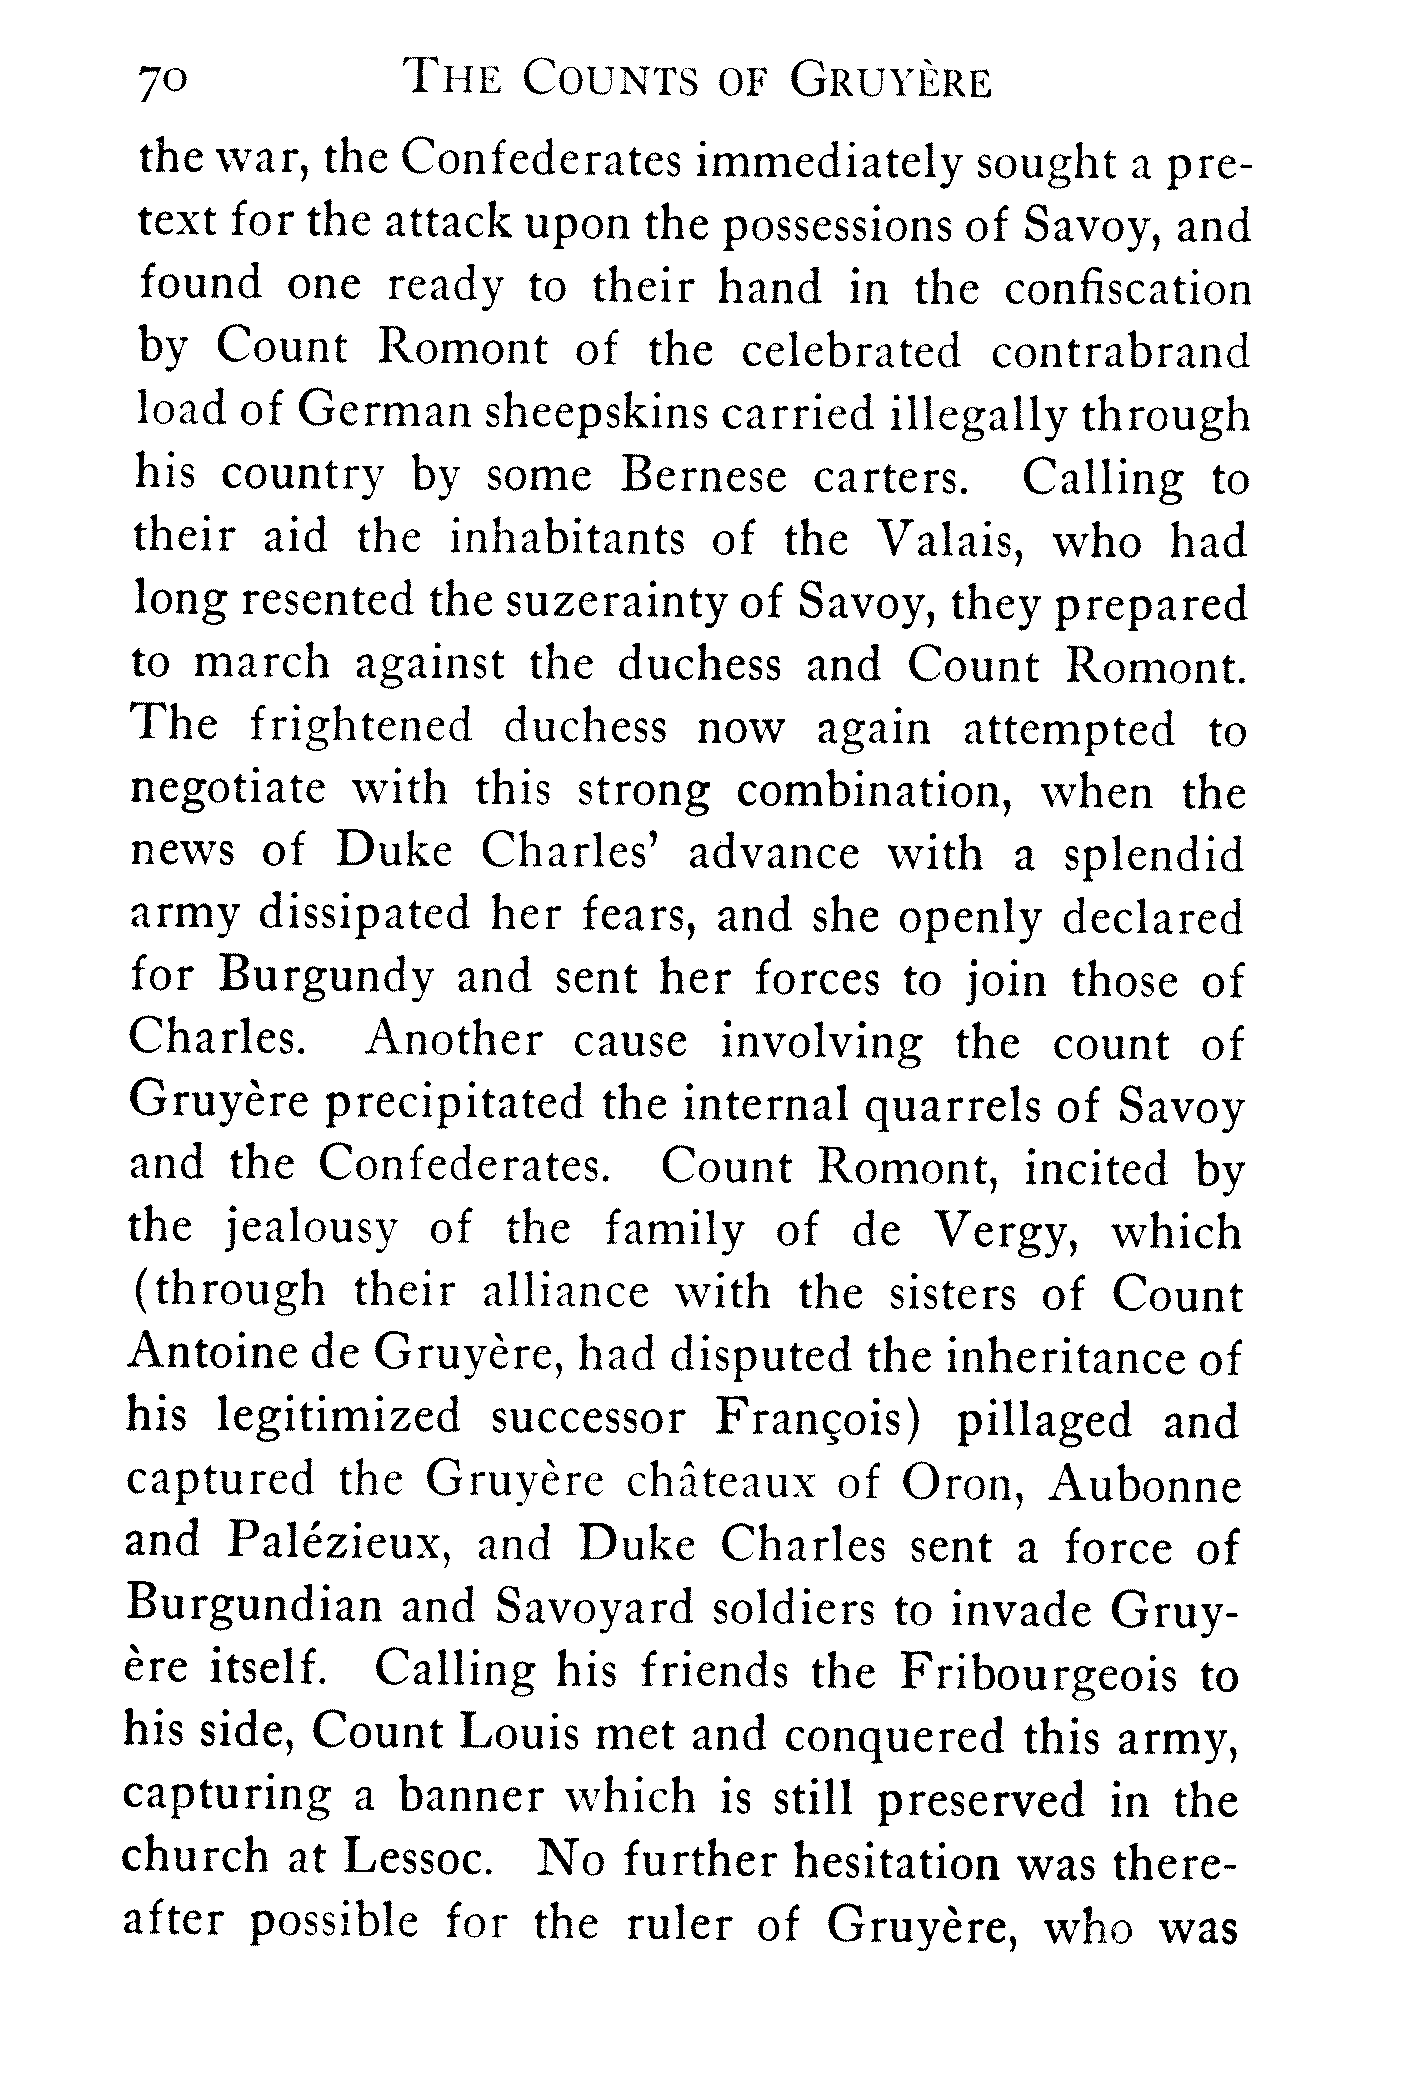 70 THE COUNTS OF GRUYÈRE
the war, the Confederates immediately sought a pre-
text for the attack upon the possessions of Savoy, and
found one ready to their hand in the confiscation
by Count Romont of the celebrated contrabrand
load of German sheepskins carried illegally through
his country by some Bernese carters. Calling to
their aid the inhabitants of the Valais, who had
long resented the suzerainty of Savoy, they prepared
to march against the duchess and Count Romont.
The frightened duchess now again attempted to
negotiate with this strong combination, when the
news of Duke Charles' advance with a splendid
army dissipated her fears, and she openly declared
for Burgundy and sent her forces to join those of
Charles. Another cause involving the count of
Gruyère precipitated the internal quarrels of Savoy
and the Confederates. Count Romont, incited by
the jealousy of the family of de Vergy, which
(through their alliance with the sisters of Count
Antoine de Gruyère, had disputed the inheritance of
his legitimized successor François) pillaged and
captured the Gruyère châteaux of Oron, Aubonne
and Palézieux, and Duke Charles sent a force of
Burgundian and Savoyard soldiers to invade Gruy-
ère itself. Calling his friends the Fribourgeois to
his side, Count Louis met and conquered this army,
capturing a banner which is still preserved in the
church at Lessoc. No further hesitation was there-
after possible for the ruler of Gruyère, who was